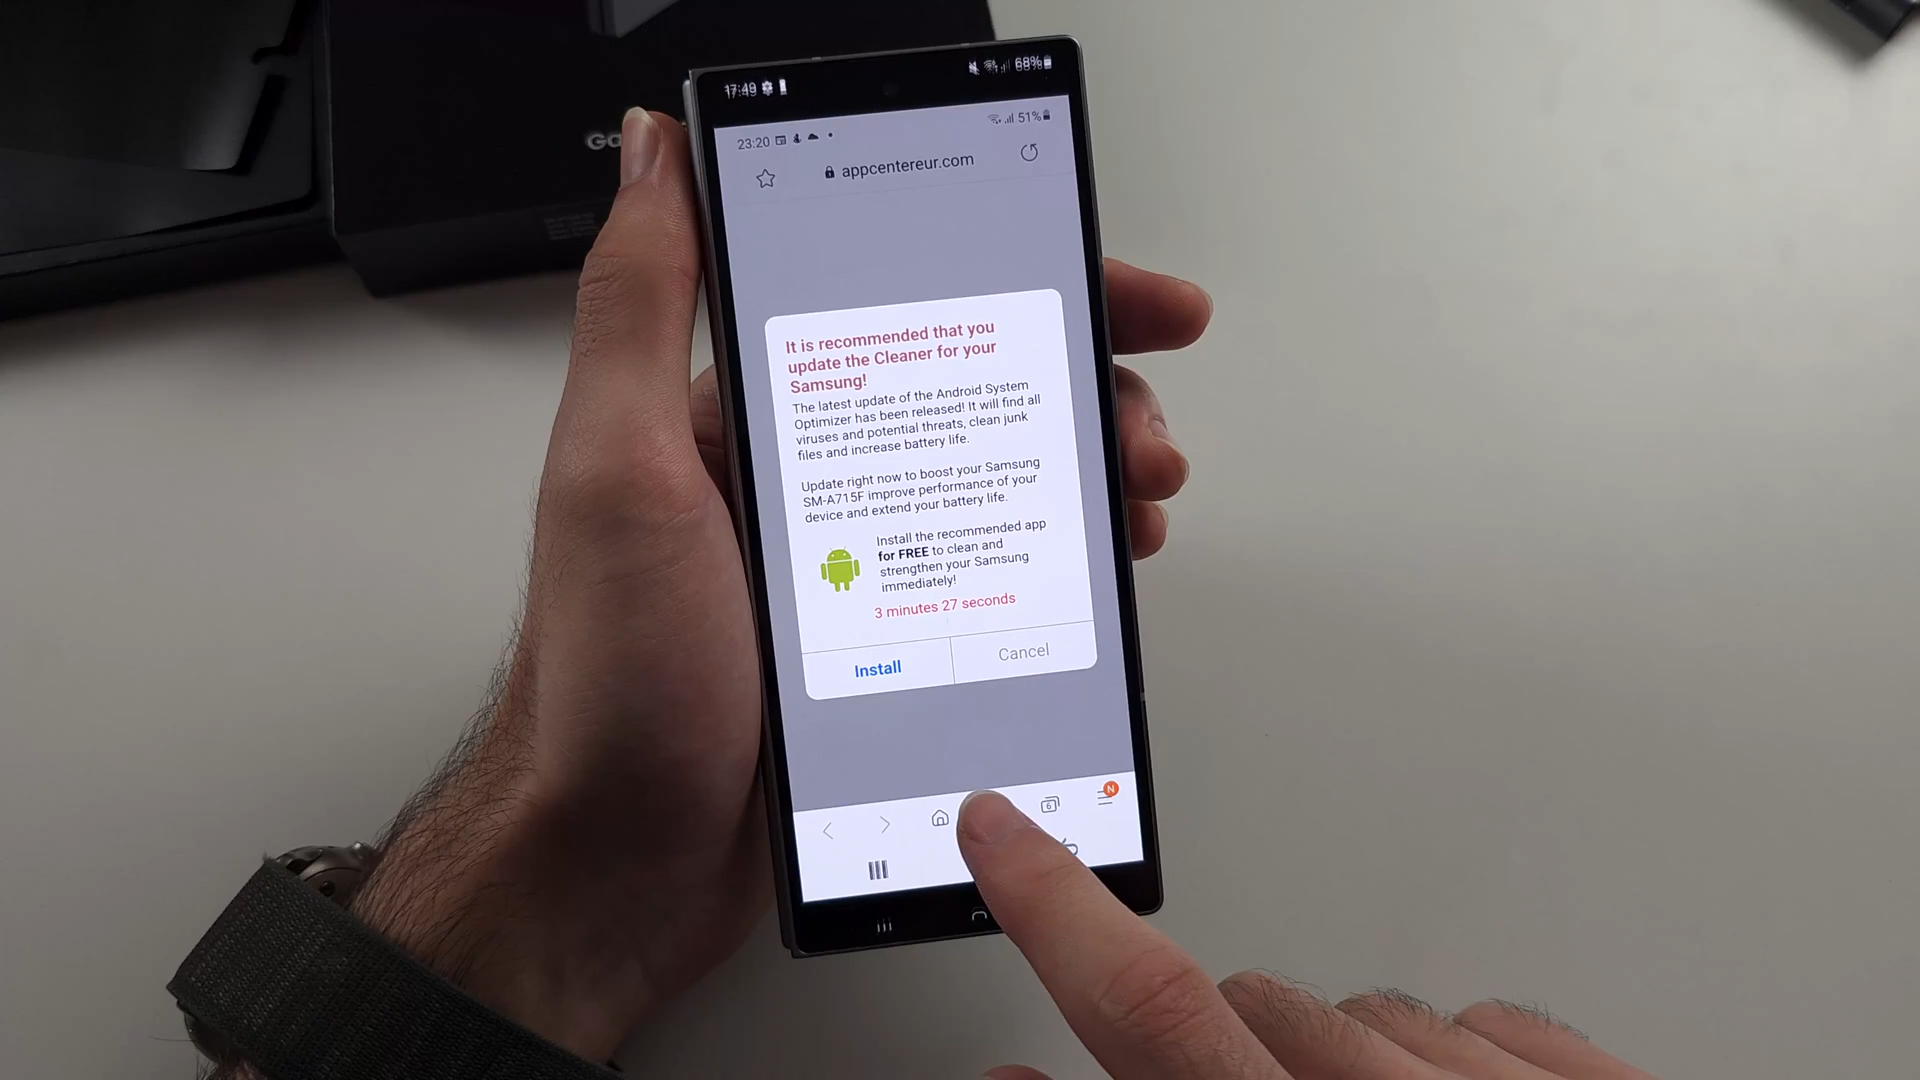 17:49 68%
23:20 51%
appcentereur.com
It is recommended that you
update the Cleaner for your
Samsung!
The latest update of the Android System
Optimizer has been released! It will find all
viruses and potential threats, clean junk
files and increase battery life.
Update right now to boost your Samsung
SM-A715F improve performance of your
device and extend your battery life.
Install the recommended app
for FREE to clean and
strengthen your Samsung
immediately!
3 minutes 27 seconds
Install Cancel
6 N